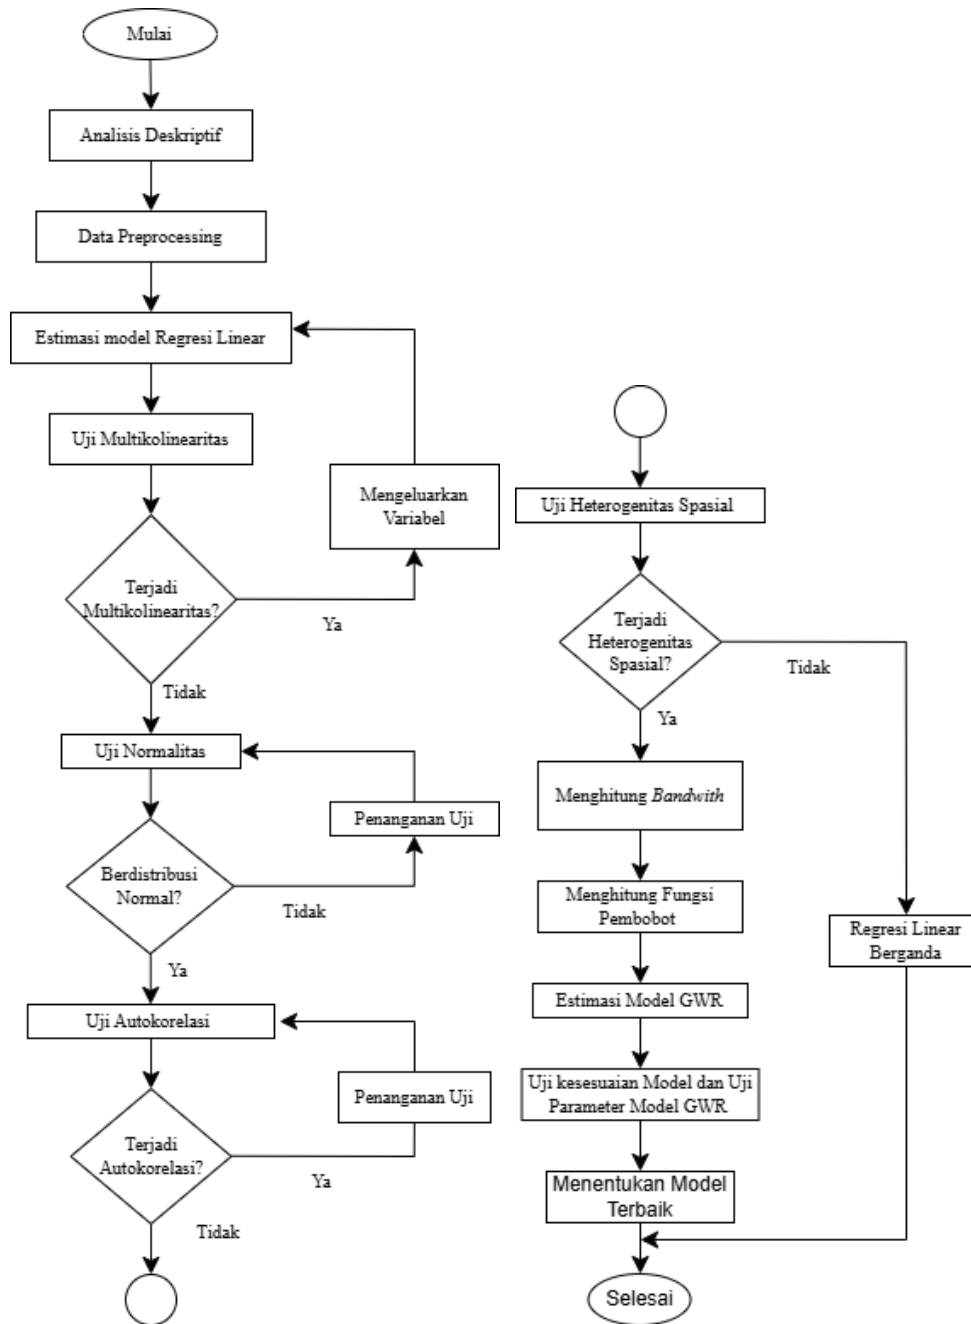 Mulai
Analisis Deskriptif
Data Preprocessing
Estimasi model Regresi Linear
Uji Multikolinearitas
Mengeluarkan
Variabel
Terjadi
Multikolinearitas?
Ya
Tidak
Uji Normalitas
Penanganan Uji
Berdistribusi
Normal?
Tidak
Ya
Uji Autokorelasi
Penanganan Uji
Terjadi
Autokorelasi?
Ya
Tidak
Uji Heterogenitas Spasial
Terjadi
Heterogenitas
Spasial?
Tidak
Ya
Menghitung Bandwith
Menghitung Fungsi
Pembobot
Regresi Linear
Berganda
Estimasi Model GWR
Uji kesesuaian Model dan Uji
Parameter Model GWR
Menentukan Model
Terbaik
Selesai